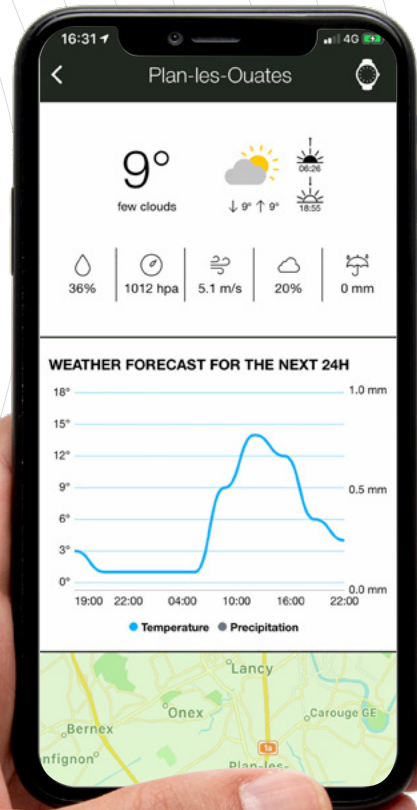 16:31
4G
Plan-les-Ouates
9°
few clouds
↓ 9° ↑ 9°
06:26
18:55
36%
1012 hpa
5.1 m/s
20%
0 mm
WEATHER FORECAST FOR THE NEXT 24H
18°
15°
12°
9°
6°
3°
0°
1.0 mm
0.5 mm
0.0 mm
19:00 22:00 04:00 10:00 16:00 22:00
Temperature Precipitation
Lancy
Onex
Carouge GE
Bernex
nfignon
1a
Plan-les-